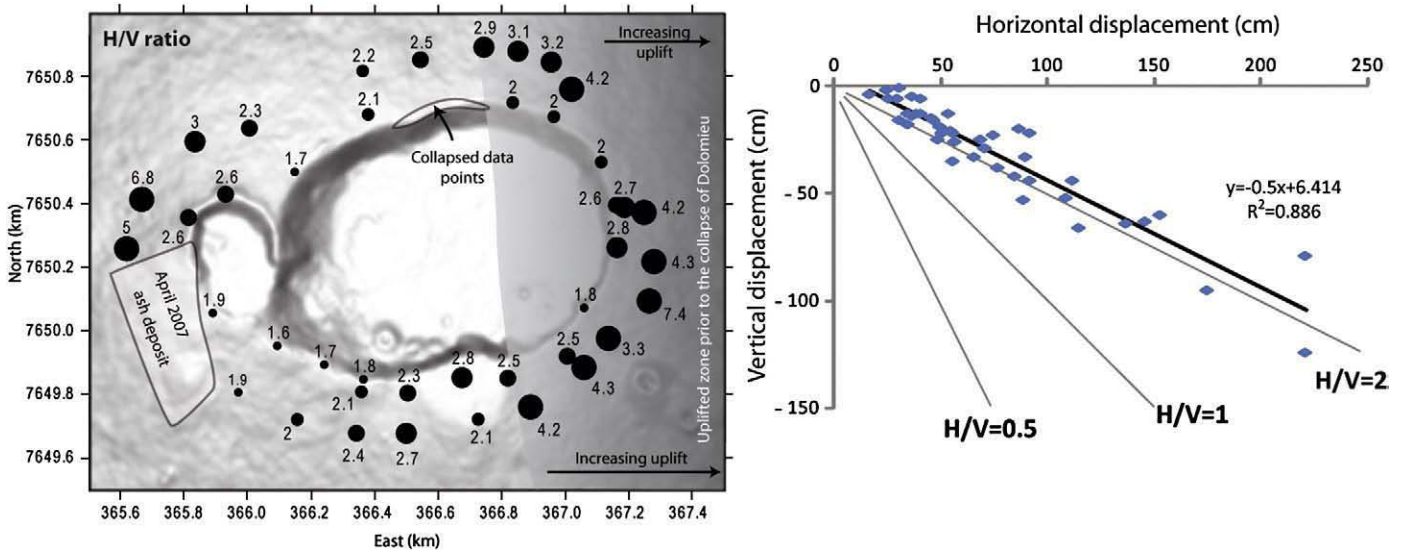 H/V ratio
Increasing
uplift
7650.8
7650.6
7650.4
7650.2
7650.0
7649.8
7649.6
North (km)
2.9
3.1
3.2
2.5
2.2
4.2
2.1
2
2
2.3
3
Collapsed data
points
1.7
2
6.8
2.6
2.6
2.7
4.2
5
2.6
2.8
4.3
April 2007
ash deposit
1.9
1.8
7.4
1.6
3.3
1.7
1.8
2.8
2.5
2.5
4.3
1.9
2.1
2.3
2
2.4
2.7
2.1
4.2
Uplifted zone prior to the collapse of Dolomieu
Increasing uplift
365.6 365.8 366.0 366.2 366.4 366.6 366.8 367.0 367.2 367.4
East (km)
Horizontal displacement (cm)
0 50 100 150 200 250
0
- 50
- 100
- 150
Vertical displacement (cm)
y=-0.5x+6.414
R²=0.886
H/V=2
H/V=1
H/V=0.5